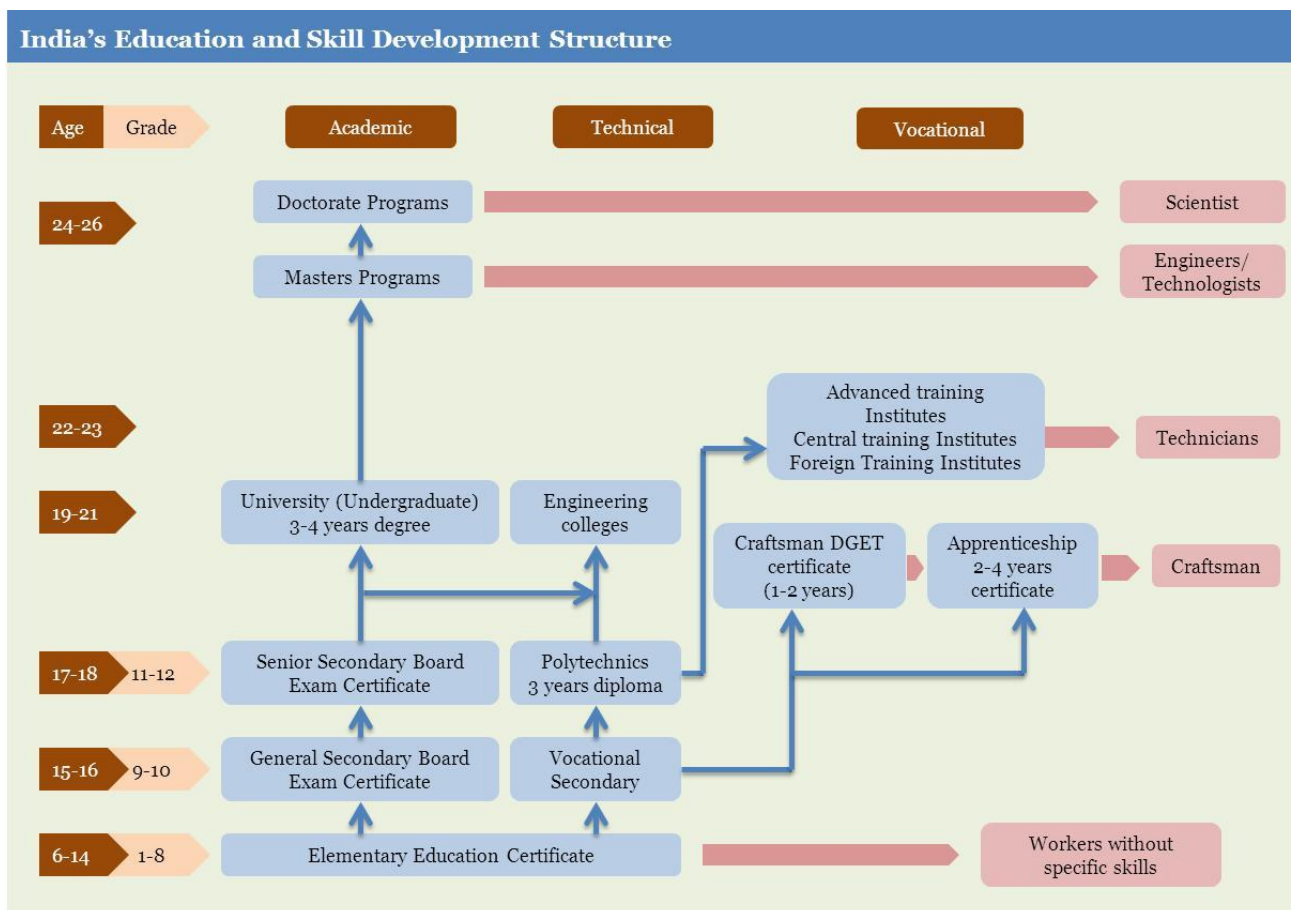 India's Education and Skill Development Structure
Age
Grade
Academic
Technical
Vocational
24-26
Doctorate Programs
Scientist
Masters Programs
Engineers/
Technologists
22-23
Advanced training
Institutes
Central training Institutes
Foreign Training Institutes
Technicians
19-21
University (Undergraduate)
3-4 years degree
Engineering
colleges
Craftsman DGET
certificate
(1-2 years)
Apprenticeship
2-4 years
certificate
Craftsman
17-18
11-12
Senior Secondary Board
Exam Certificate
Polytechnics
3 years diploma
15-16
9-10
General Secondary Board
Exam Certificate
Vocational
Secondary
6-14
1-8
Elementary Education Certificate
Workers without
specific skills